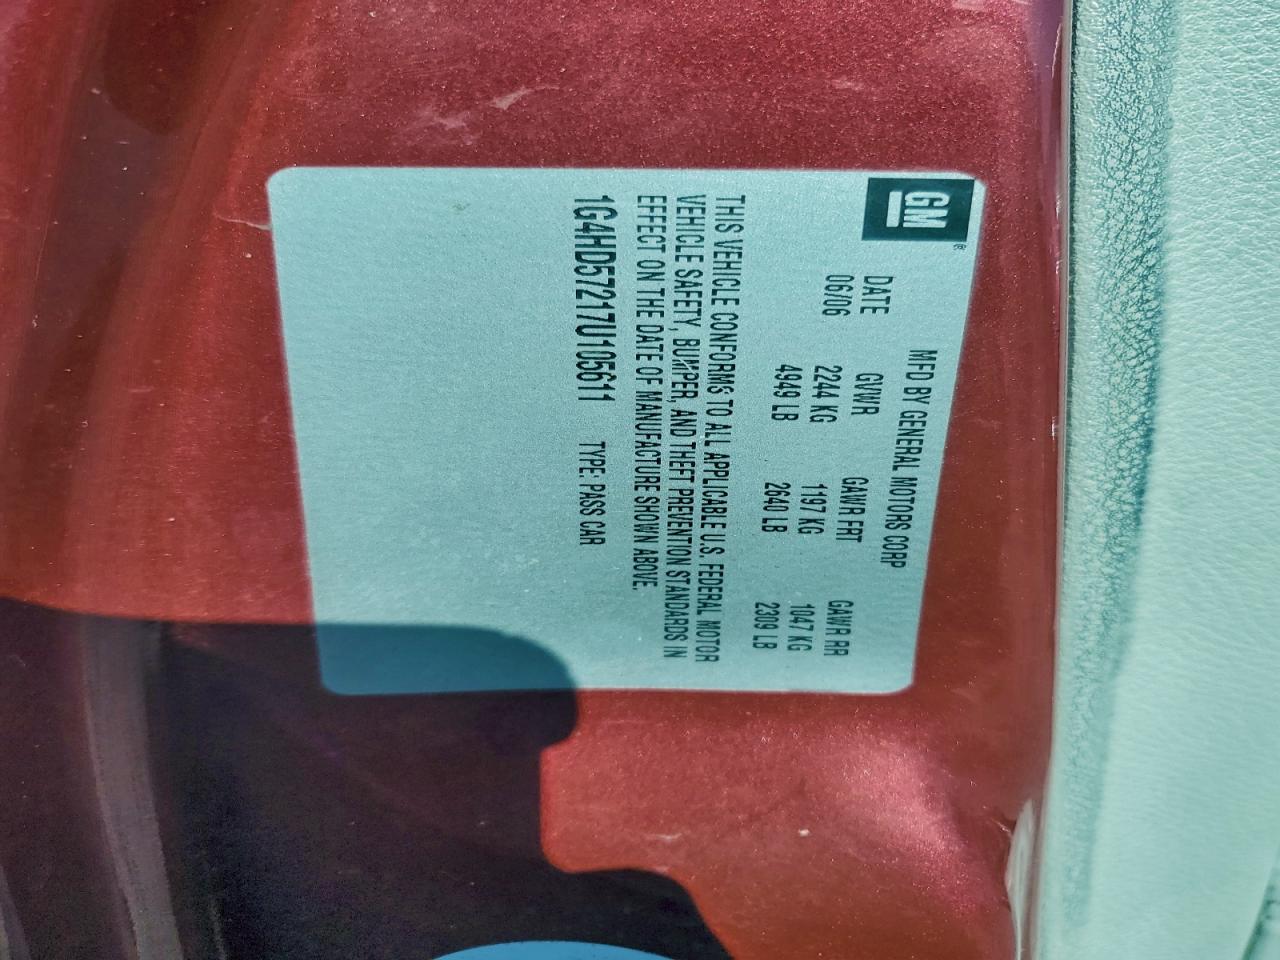 GM®
MFD BY GENERAL MOTORS CORP
DATE GVWR GAWR FRT GAWR RR
06/06 2244 KG 1197 KG 1047 KG
4949 LB 2640 LB 2309 LB
THIS VEHICLE CONFORMS TO ALL APPLICABLE U.S. FEDERAL MOTOR
VEHICLE SAFETY, BUMPER, AND THEFT PREVENTION STANDARDS IN
EFFECT ON THE DATE OF MANUFACTURE SHOWN ABOVE.
1G4HD57217U105611 TYPE: PASS CAR